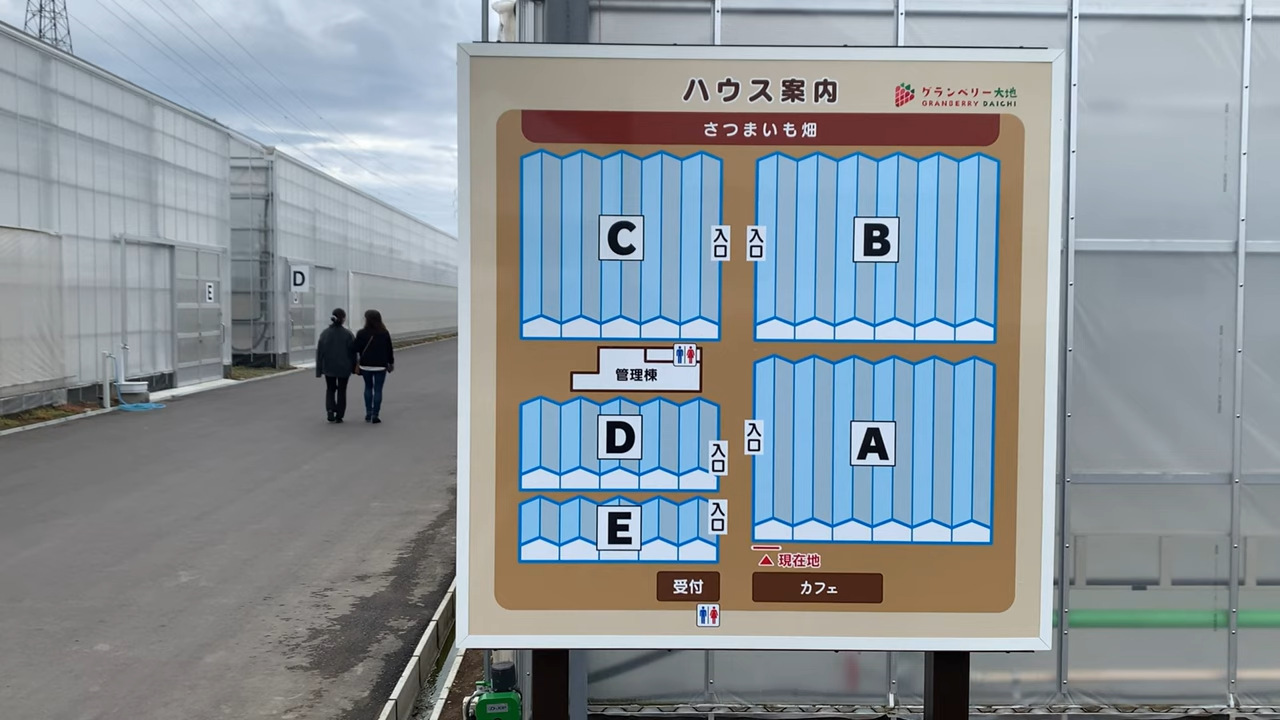 ハウス案内
グランベリー大地
GRANBERRY DAICHI
さつまいも畑
C
入口
入口
B
管理棟
D
入口
入口
A
E
入口
現在地
受付
カフェ
E
D